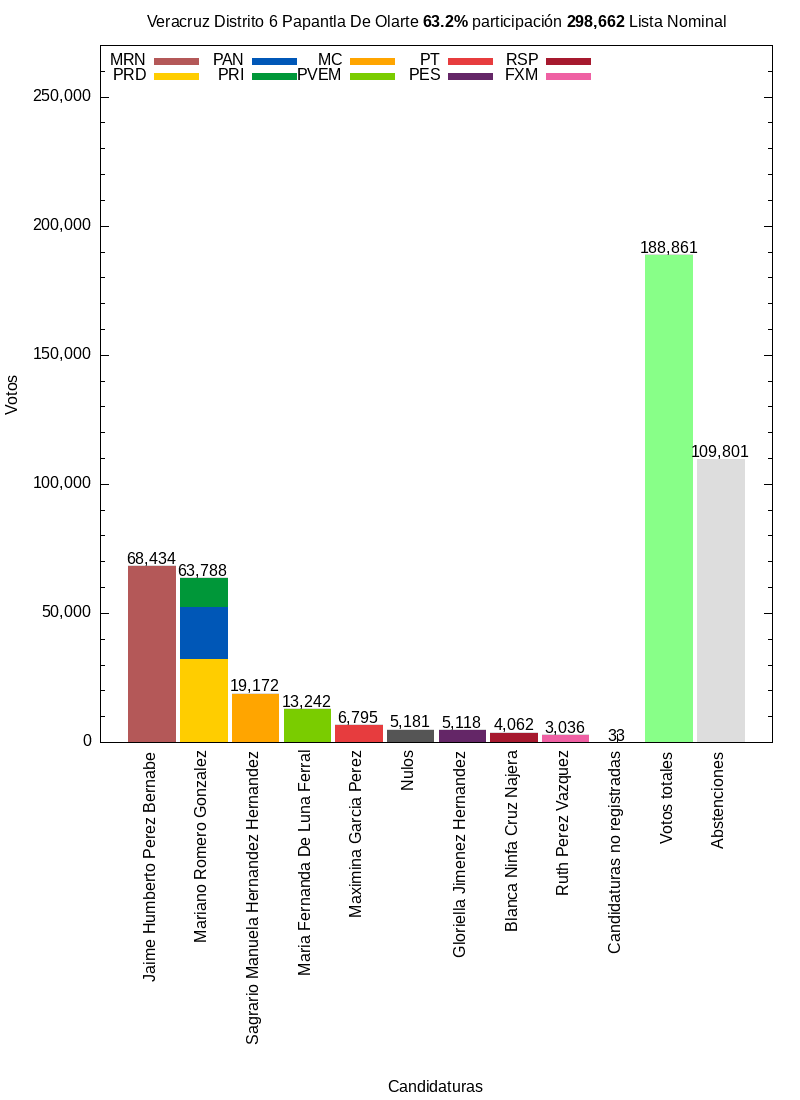 Veracruz Distrito 6 Papantla De Olarte 63.2% participación 298,662 Lista Nominal
MRN PAN MC PT RSP
PRD PRI PVEM PES FXM
250,000
200,000
150,000
100,000
50,000
0
Votos
68,434
63,788
19,172
13,242
6,795
5,181
5,118
4,062
3,036
33
188,861
109,801
Jaime Humberto Perez Bernabe
Mariano Romero Gonzalez
Sagrario Manuela Hernandez Hernandez
Maria Fernanda De Luna Ferral
Maximina Garcia Perez
Nulos
Gloriella Jimenez Hernandez
Blanca Ninfa Cruz Najera
Ruth Perez Vazquez
Candidaturas no registradas
Votos totales
Abstenciones
Candidaturas